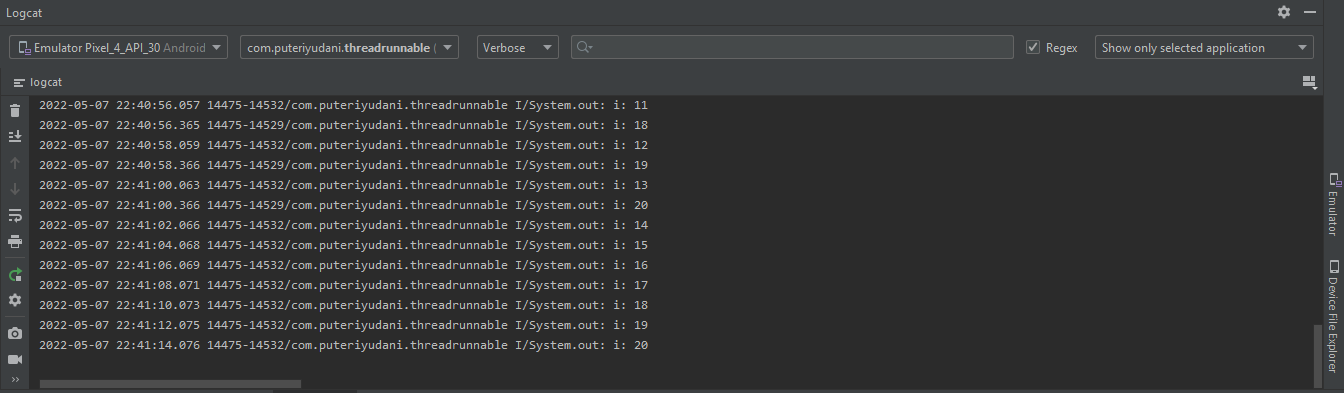 Logcat
Emulator Pixel_4_API_30 Android
com.puteriyudani.threadrunnable (
Verbose
Regex
Show only selected application
logcat
2022-05-07 22:40:56.057 14475-14532/com.puteriyudani.threadrunnable I/System.out: i: 11
2022-05-07 22:40:56.365 14475-14529/com.puteriyudani.threadrunnable I/System.out: i: 18
2022-05-07 22:40:58.059 14475-14532/com.puteriyudani.threadrunnable I/System.out: i: 12
2022-05-07 22:40:58.366 14475-14529/com.puteriyudani.threadrunnable I/System.out: i: 19
2022-05-07 22:41:00.063 14475-14532/com.puteriyudani.threadrunnable I/System.out: i: 13
2022-05-07 22:41:00.366 14475-14529/com.puteriyudani.threadrunnable I/System.out: i: 20
2022-05-07 22:41:02.066 14475-14532/com.puteriyudani.threadrunnable I/System.out: i: 14
2022-05-07 22:41:04.068 14475-14532/com.puteriyudani.threadrunnable I/System.out: i: 15
2022-05-07 22:41:06.069 14475-14532/com.puteriyudani.threadrunnable I/System.out: i: 16
2022-05-07 22:41:08.071 14475-14532/com.puteriyudani.threadrunnable I/System.out: i: 17
2022-05-07 22:41:10.073 14475-14532/com.puteriyudani.threadrunnable I/System.out: i: 18
2022-05-07 22:41:12.075 14475-14532/com.puteriyudani.threadrunnable I/System.out: i: 19
2022-05-07 22:41:14.076 14475-14532/com.puteriyudani.threadrunnable I/System.out: i: 20
Emulator
Device File Explorer